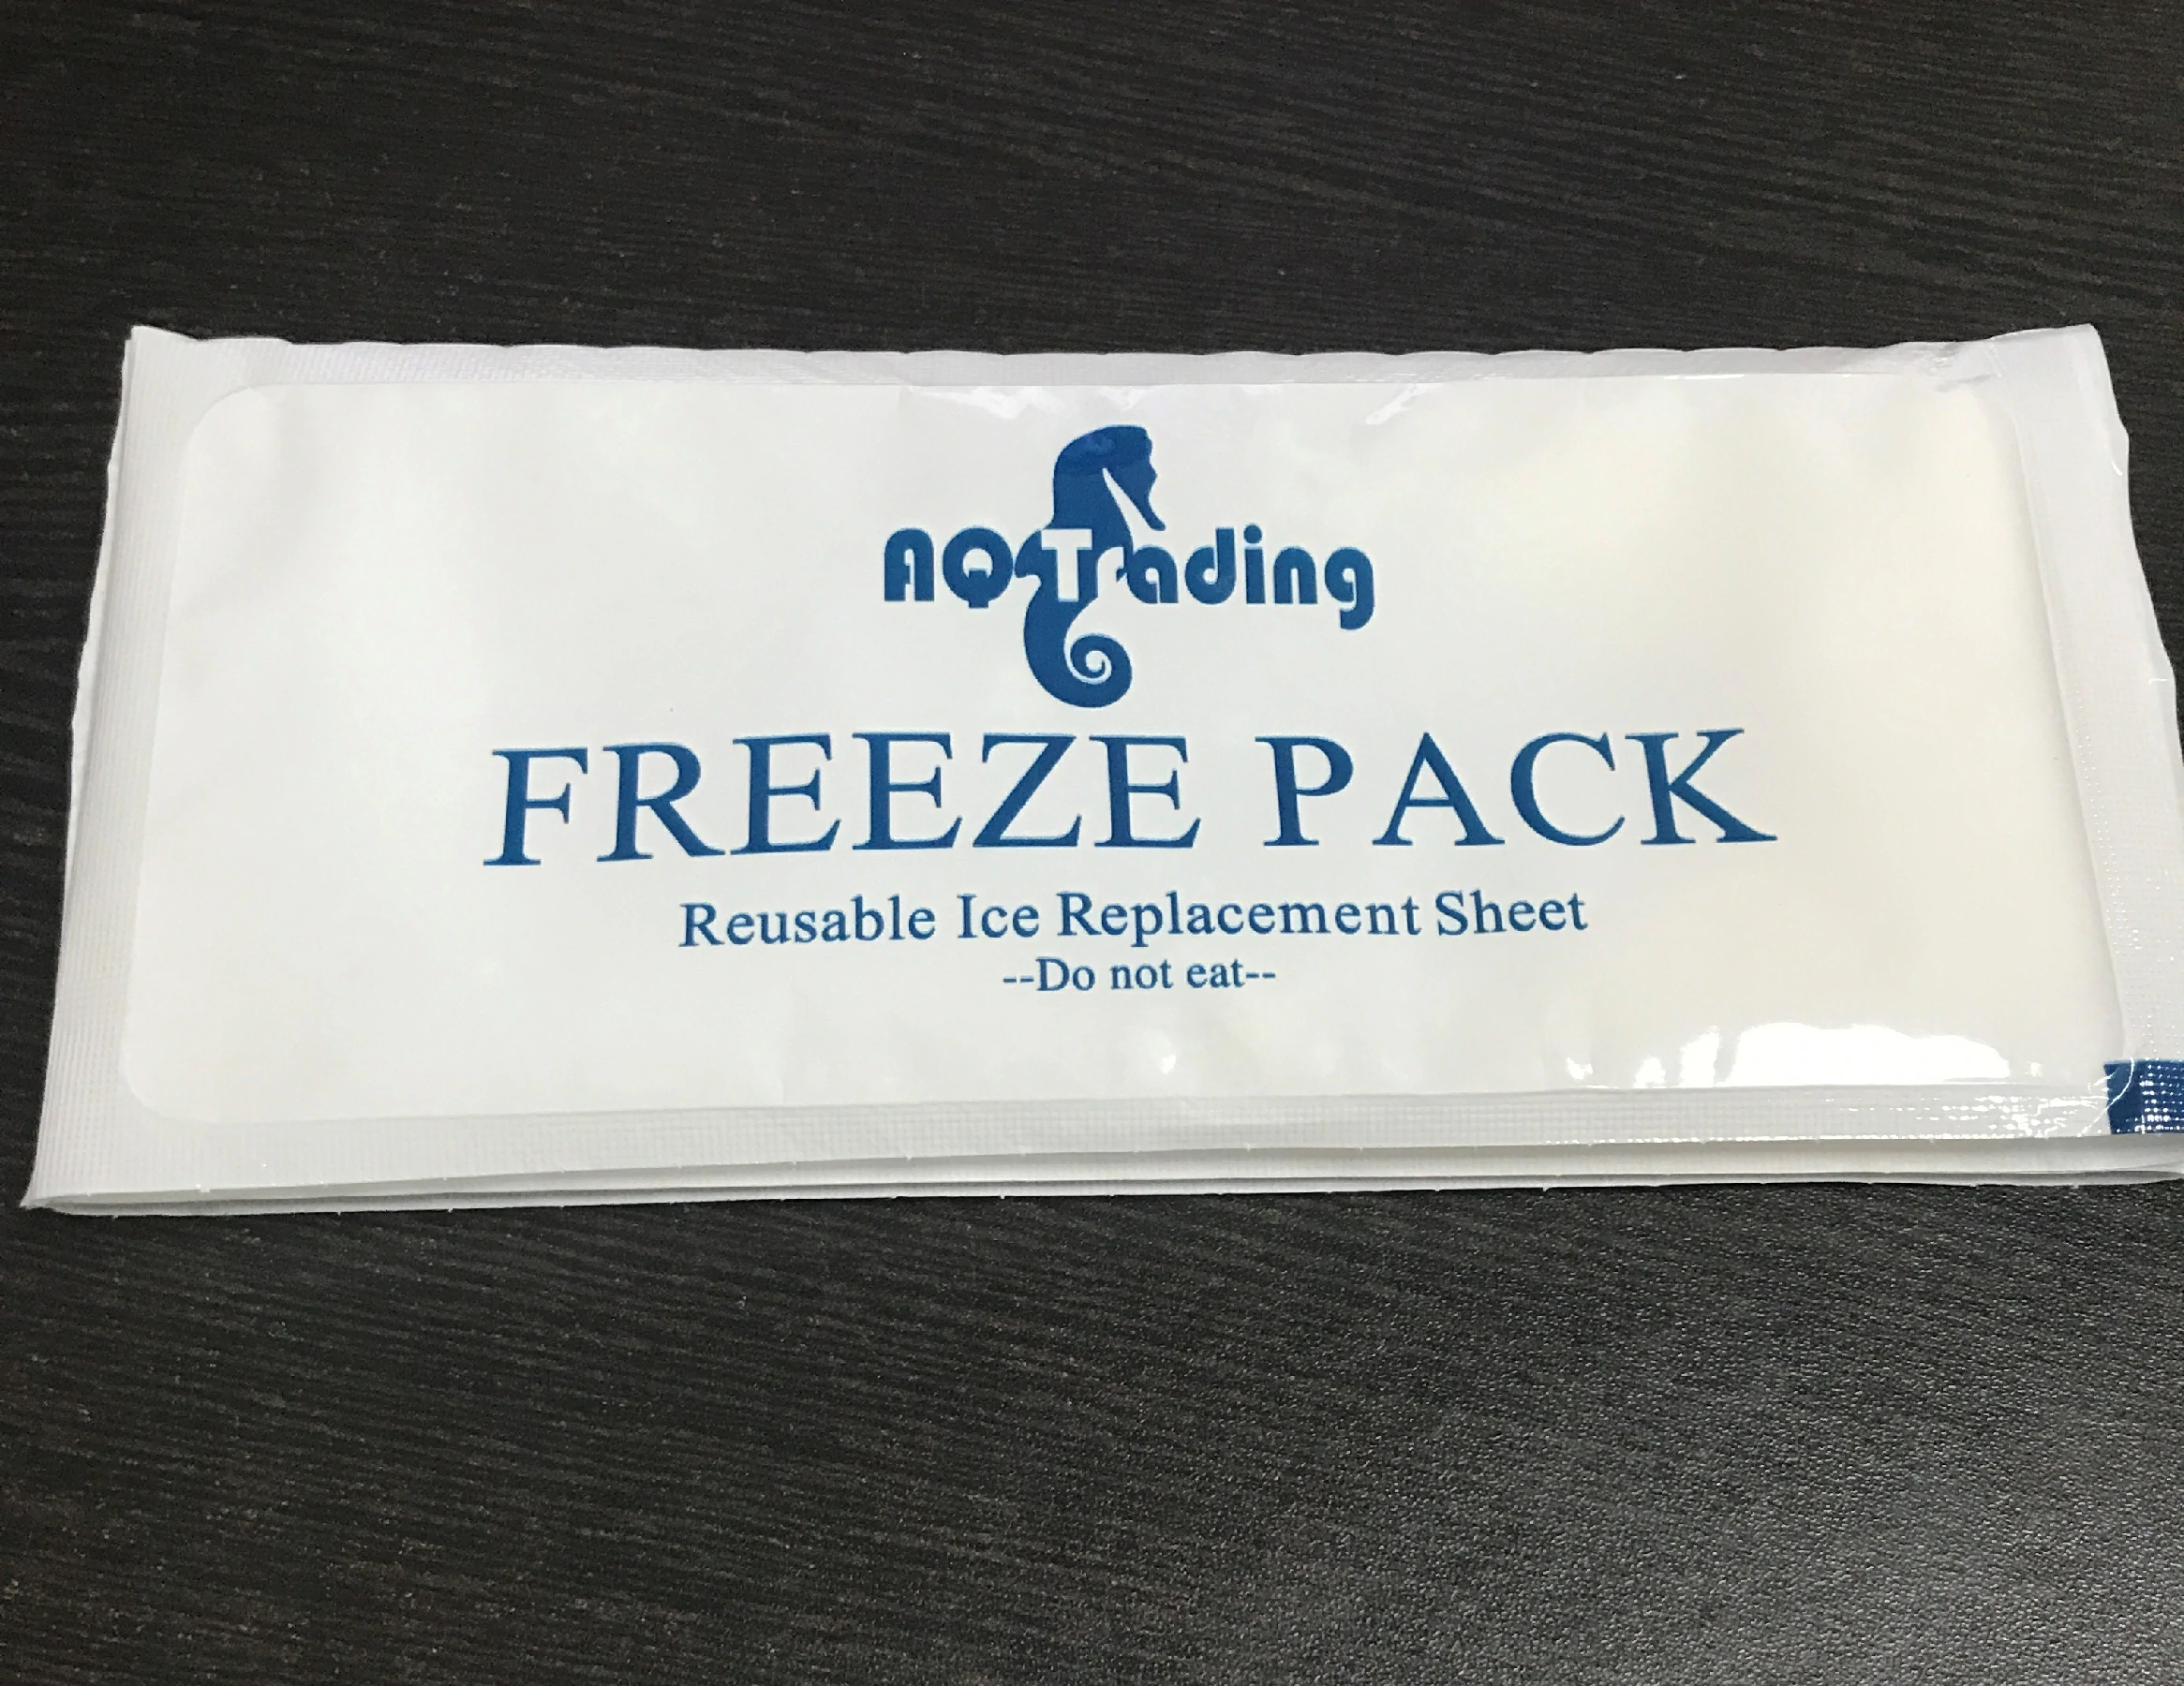 AQTrading
FREEZE PACK
Reusable Ice Replacement Sheet
--Do not eat--